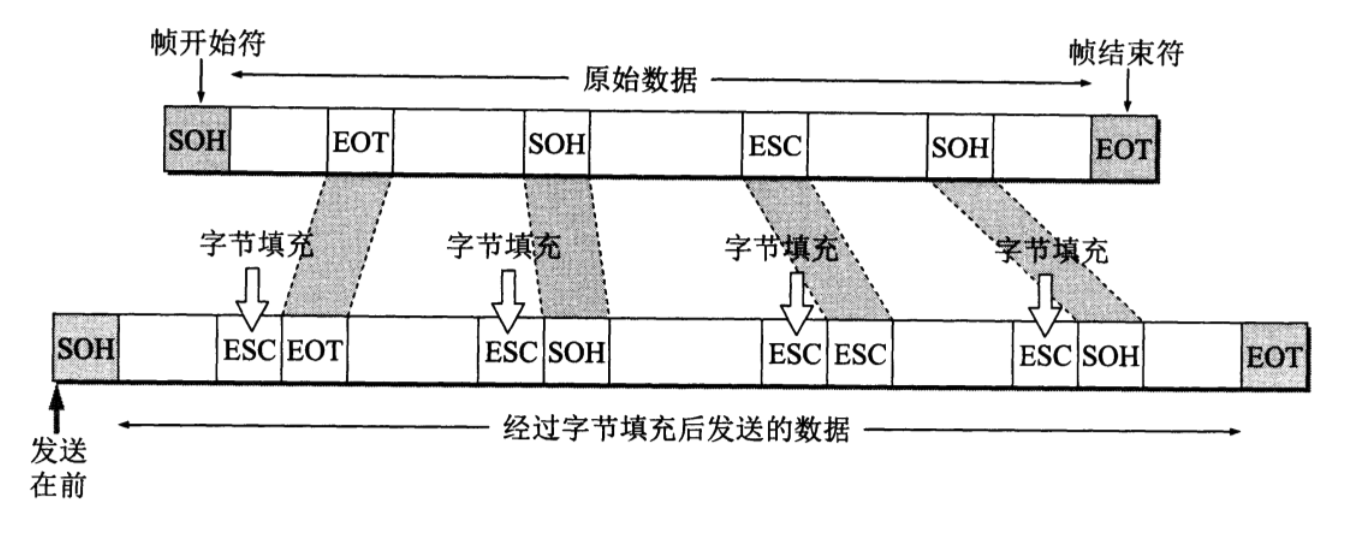 帧开始符
帧结束符
原始数据
SOH EOT SOH ESC SOH EOT
字节填充 字节填充 字节填充 字节填充
SOH ESC EOT ESC SOH ESC ESC ESC SOH EOT
经过字节填充后发送的数据
发送
在前